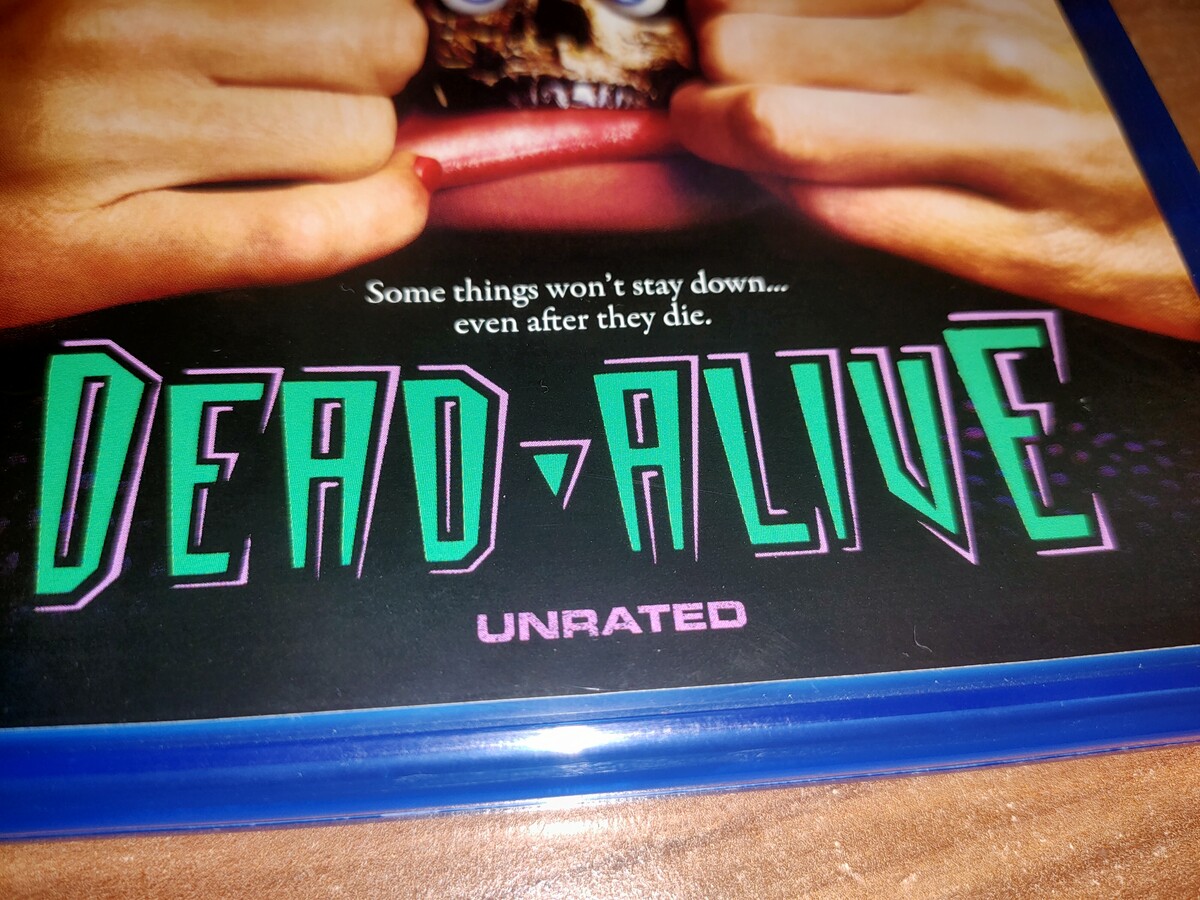 Some things won't stay down...
even after they die.
DEAD ALIVE
UNRATED